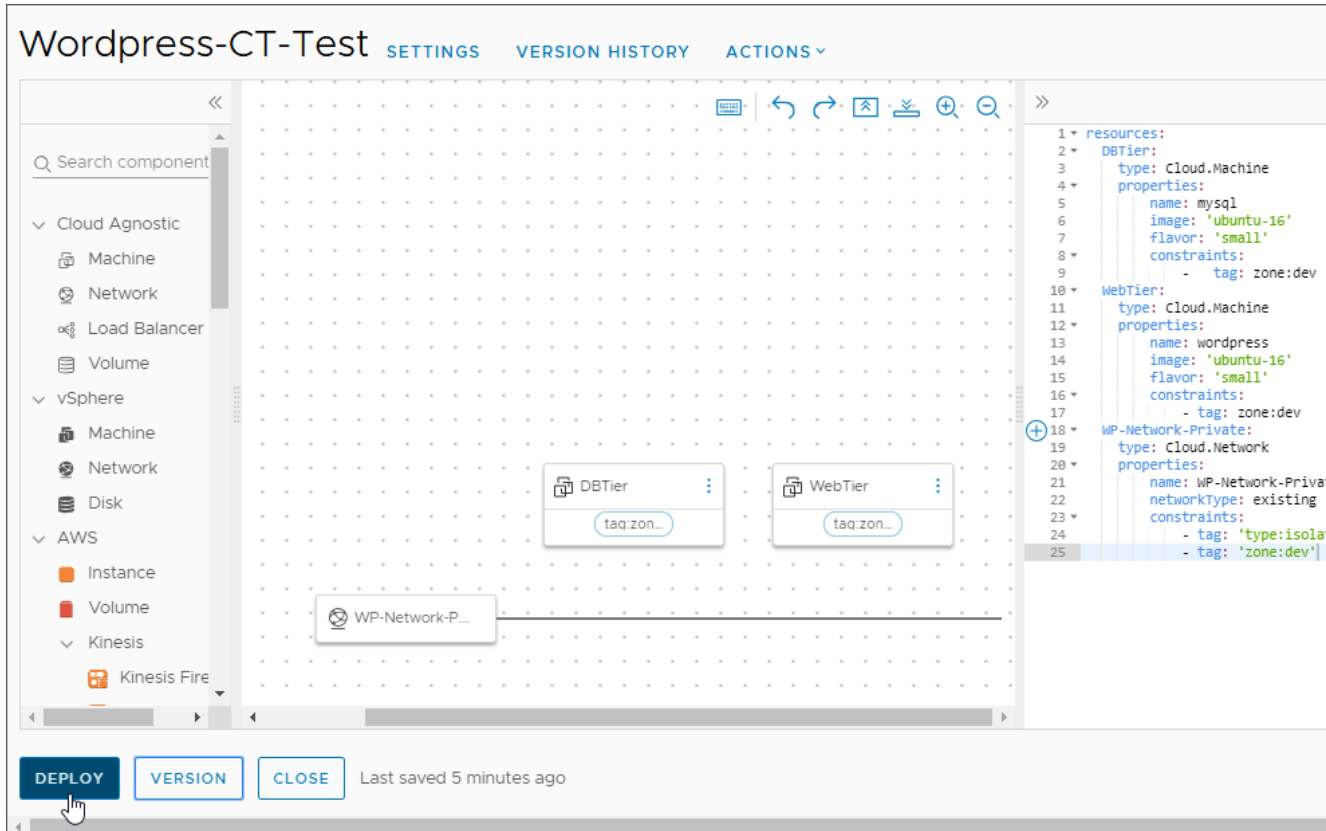 Wordpress-CT-Test SETTINGS VERSION HISTORY ACTIONS
Search component
Cloud Agnostic
Machine
Network
Load Balancer
Volume
vSphere
Machine
Network
Disk
AWS
Instance
Volume
Kinesis
Kinesis Fire
DBTier
tag:zon...
WebTier
tag:zon...
WP-Network-P...
1 resources:
2 DBTier:
3 type: Cloud.Machine
4 properties:
5 name: mysql
6 image: 'ubuntu-16'
7 flavor: 'small'
8 constraints:
9 - tag: zone:dev
10 WebTier:
11 type: Cloud.Machine
12 properties:
13 name: wordpress
14 image: 'ubuntu-16'
15 flavor: 'small'
16 constraints:
17 - tag: zone:dev
18 WP-Network-Private:
19 type: Cloud.Network
20 properties:
21 name: WP-Network-Privat
22 networkType: existing
23 constraints:
24 - tag: 'type:isolat
25 - tag: 'zone:dev'
DEPLOY VERSION CLOSE Last saved 5 minutes ago